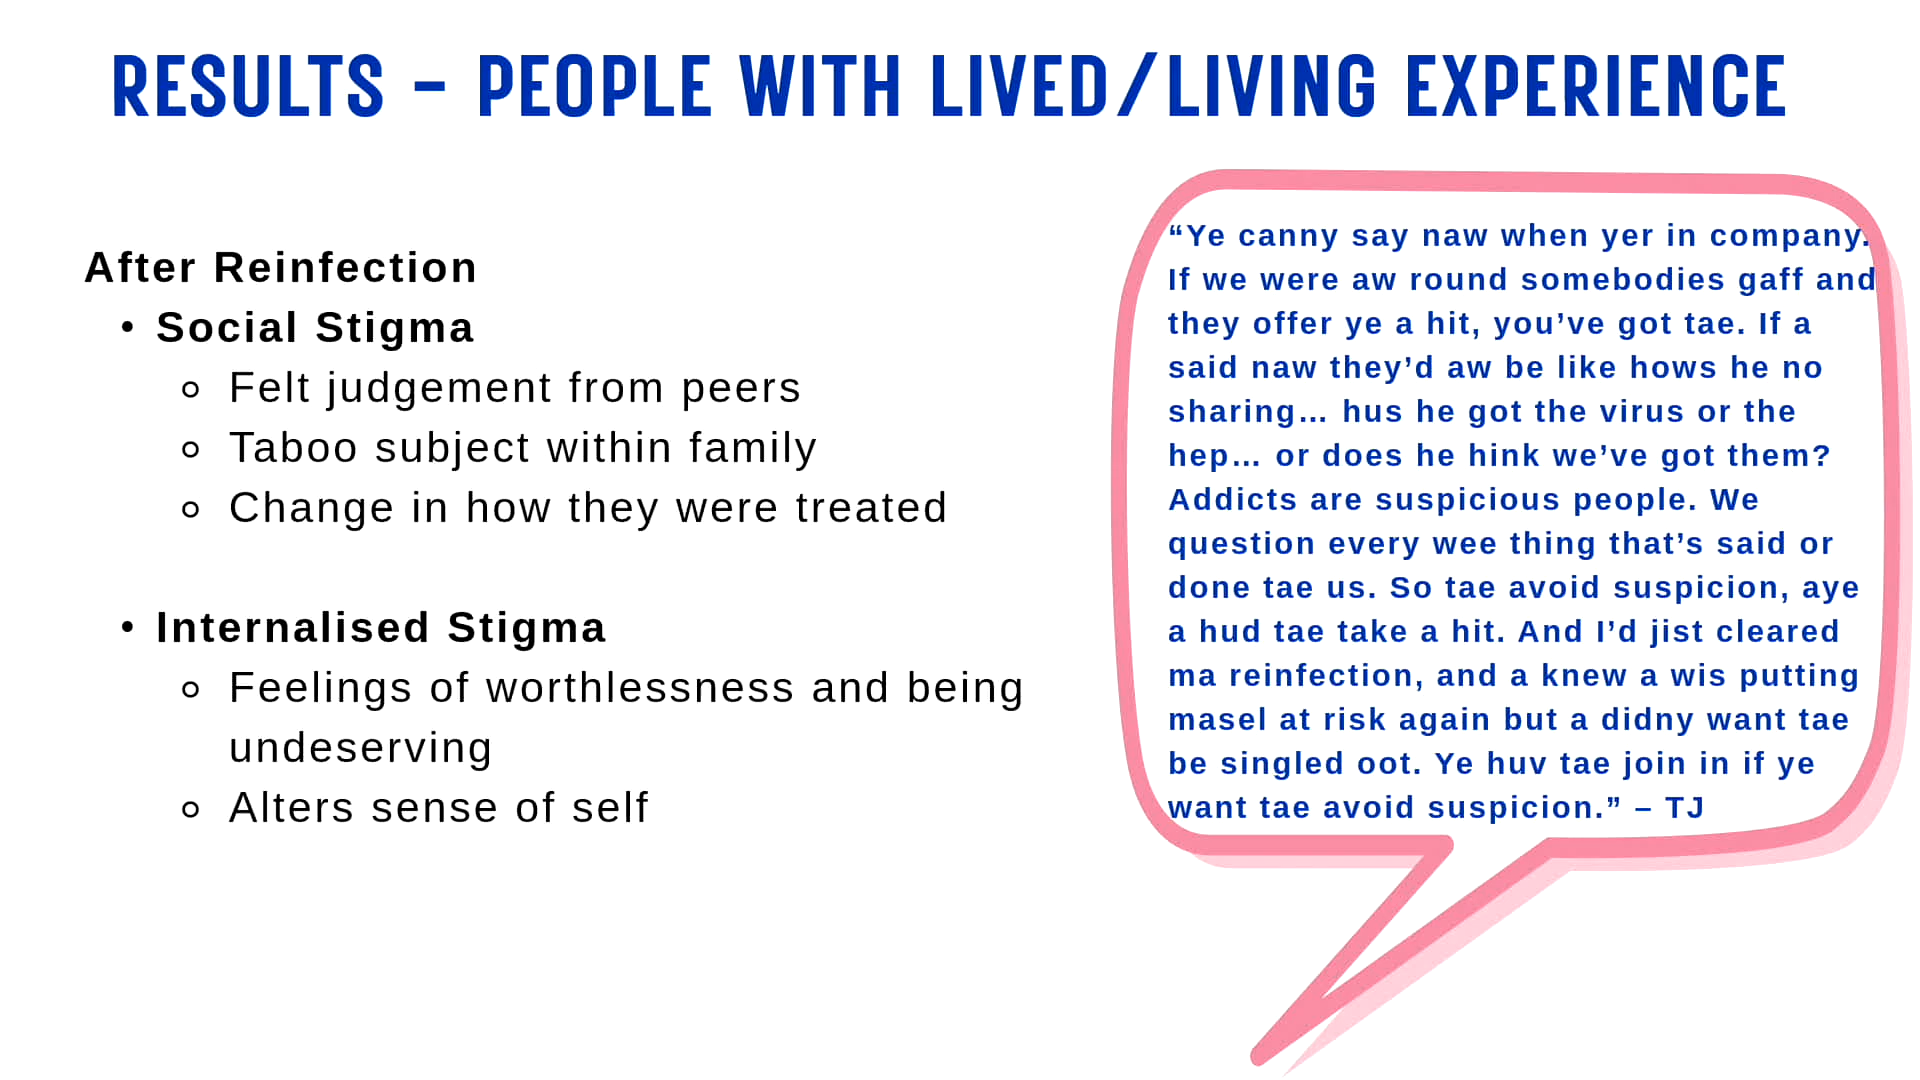 RESULTS – PEOPLE WITH LIVED/LIVING EXPERIENCE
After Reinfection
• Social Stigma
Felt judgement from peers
Taboo subject within family
Change in how they were treated
• Internalised Stigma
Feelings of worthlessness and being
undeserving
Alters sense of self
“Ye canny say naw when yer in company.
If we were aw round somebodies gaff and
they offer ye a hit, you’ve got tae. If a
said naw they’d aw be like hows he no
sharing… hus he got the virus or the
hep… or does he hink we’ve got them?
Addicts are suspicious people. We
question every wee thing that’s said or
done tae us. So tae avoid suspicion, aye
a hud tae take a hit. And I’d jist cleared
ma reinfection, and a knew a wis putting
masel at risk again but a didny want tae
be singled oot. Ye huv tae join in if ye
want tae avoid suspicion.” – TJ